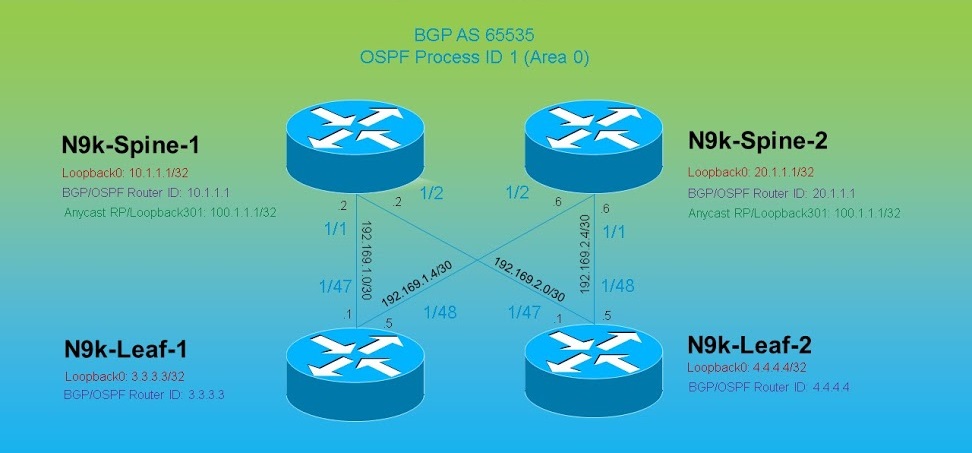 BGP AS 65535
OSPF Process ID 1 (Area 0)
N9k-Spine-1
Loopback0: 10.1.1.1/32
BGP/OSPF Router ID: 10.1.1.1
Anycast RP/Loopback301: 100.1.1.1/32
N9k-Spine-2
Loopback0: 20.1.1.1/32
BGP/OSPF Router ID: 20.1.1.1
Anycast RP/Loopback301: 100.1.1.1/32
.2
.2
1/2
1/2
.6
.6
1/1
1/1
192.169.1.0/30
192.169.1.4/30
192.169.2.0/30
192.169.2.4/30
1/47
1/48
1/47
1/48
.1
.5
.1
.5
N9k-Leaf-1
Loopback0: 3.3.3.3/32
BGP/OSPF Router ID: 3.3.3.3
N9k-Leaf-2
Loopback0: 4.4.4.4/32
BGP/OSPF Router ID: 4.4.4.4